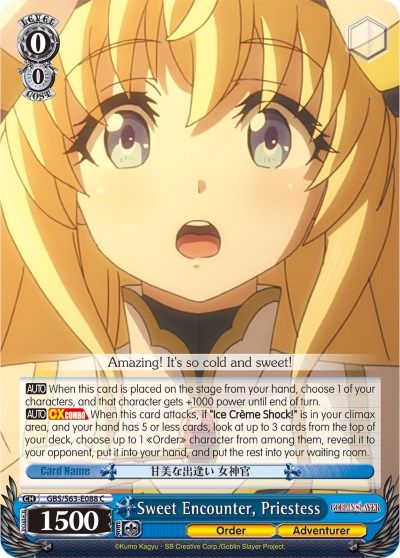 LEVEL
0
0
COST
Amazing! It's so cold and sweet!
AUTO When this card is placed on the stage from your hand, choose 1 of your
characters, and that character gets +1000 power until end of turn.
AUTO CX COMBO When this card attacks, if "Ice Crème Shock!" is in your climax
area, and your hand has 5 or less cards, look at up to 3 cards from the top of
your deck, choose up to 1 «Order» character from among them, reveal it to
your opponent, put it into your hand, and put the rest into your waiting room.
Card Name 甘美な出逢い 女神官
CH GBS/S63-E088 C
1500
Sweet Encounter, Priestess
GOBLIN SLAYER
Order Adventurer
©Kumo Kagyu・SB Creative Corp./Goblin Slayer Project.